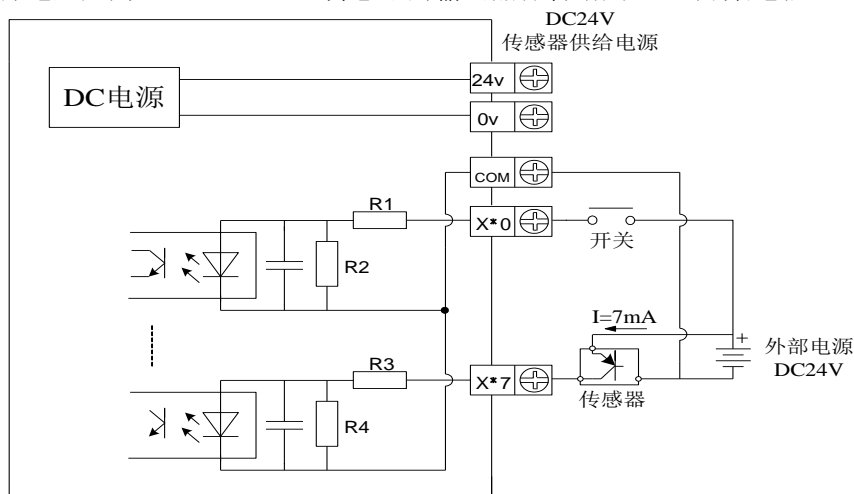 DC24V
传感器供给电源
DC电源
24v
0v
COM
R1
X*0
开关
R2
I=7mA
+
R3
外部电源
X*7
DC24V
传感器
R4